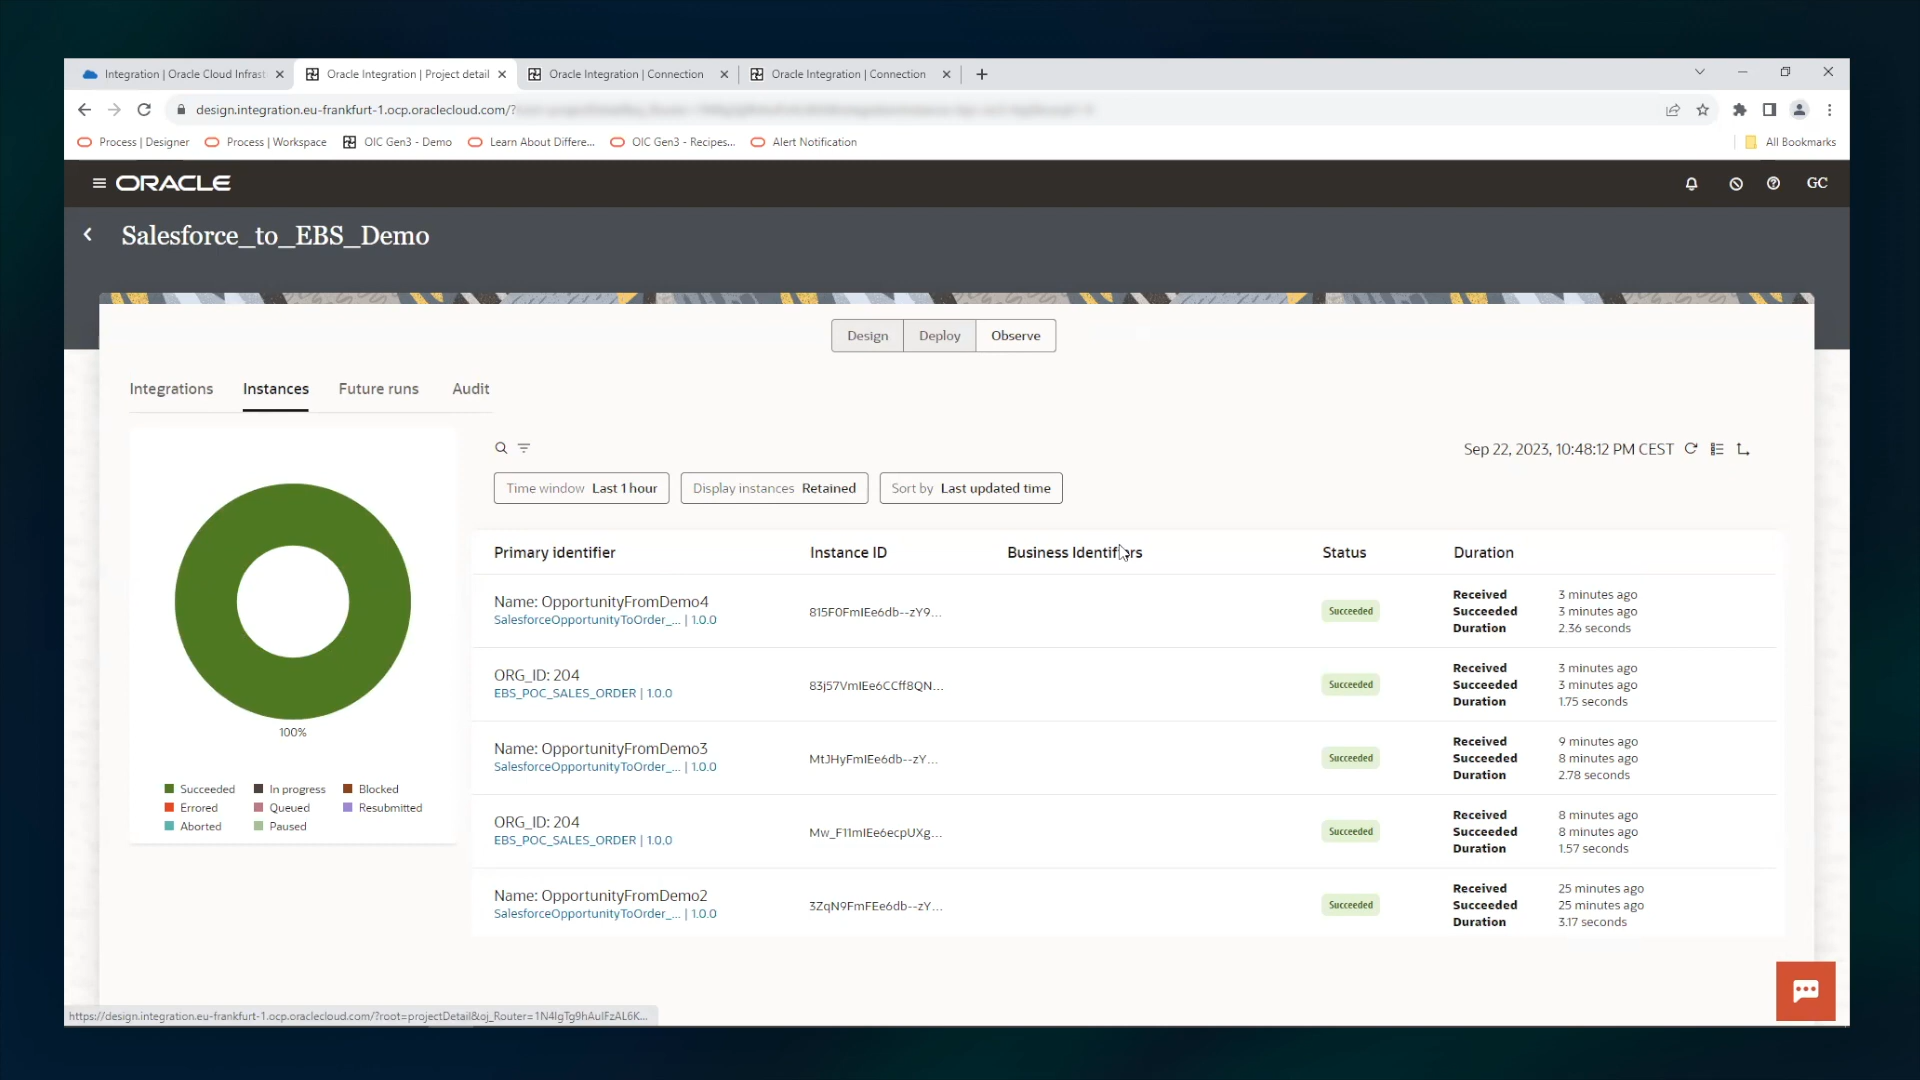 Integration | Oracle Cloud Infrast
Oracle Integration | Project detail
Oracle Integration | Connection
Oracle Integration | Connection
design.integration.eu-frankfurt-1.ocp.oraclecloud.com/?
Process | Designer
Process | Workspace
OIC Gen3 - Demo
Learn About Differe...
OIC Gen3 - Recipes...
Alert Notification
All Bookmarks
ORACLE
GC
Salesforce_to_EBS_Demo
Design
Deploy
Observe
Integrations
Instances
Future runs
Audit
Sep 22, 2023, 10:48:12 PM CEST
Time window Last 1 hour
Display instances Retained
Sort by Last updated time
Primary identifier
Instance ID
Business Identifiers
Status
Duration
Name: OpportunityFromDemo4
SalesforceOpportunityToOrder_... | 1.0.0
815F0FmIEe6db--zY9...
Succeeded
Received 3 minutes ago
Succeeded 3 minutes ago
Duration 2.36 seconds
ORG_ID: 204
EBS_POC_SALES_ORDER | 1.0.0
83j57VmIEe6CCff8QN...
Succeeded
Received 3 minutes ago
Succeeded 3 minutes ago
Duration 1.75 seconds
Name: OpportunityFromDemo3
SalesforceOpportunityToOrder_... | 1.0.0
MtJHyFmIEe6db--zY...
Succeeded
Received 9 minutes ago
Succeeded 8 minutes ago
Duration 2.78 seconds
ORG_ID: 204
EBS_POC_SALES_ORDER | 1.0.0
Mw_F11mIEe6ecpUXg...
Succeeded
Received 8 minutes ago
Succeeded 8 minutes ago
Duration 1.57 seconds
Name: OpportunityFromDemo2
SalesforceOpportunityToOrder_... | 1.0.0
3ZqN9FmFEe6db--zY...
Succeeded
Received 25 minutes ago
Succeeded 25 minutes ago
Duration 3.17 seconds
100%
Succeeded
In progress
Blocked
Errored
Queued
Resubmitted
Aborted
Paused
https://design.integration.eu-frankfurt-1.ocp.oraclecloud.com/?root=projectDetail&oj_Router=1N4IgTg9hAuIFzAL6K...